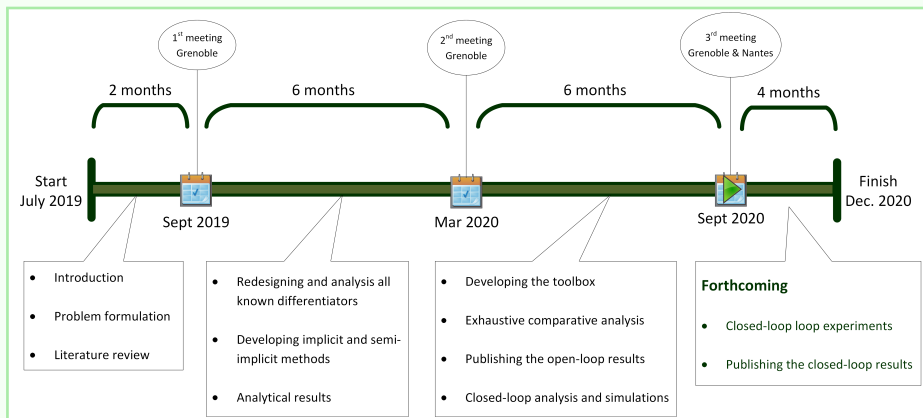 1st meeting
Grenoble
2nd meeting
Grenoble
3rd meeting
Grenoble & Nantes
2 months
6 months
6 months
4 months
Start
July 2019
Sept 2019
Mar 2020
Sept 2020
Finish
Dec. 2020
• Introduction
• Problem formulation
• Literature review
• Redesigning and analysis all
known differentiators
• Developing implicit and semi-
implicit methods
• Analytical results
• Developing the toolbox
• Exhaustive comparative analysis
• Publishing the open-loop results
• Closed-loop analysis and simulations
Forthcoming
• Closed-loop loop experiments
• Publishing the closed-loop results